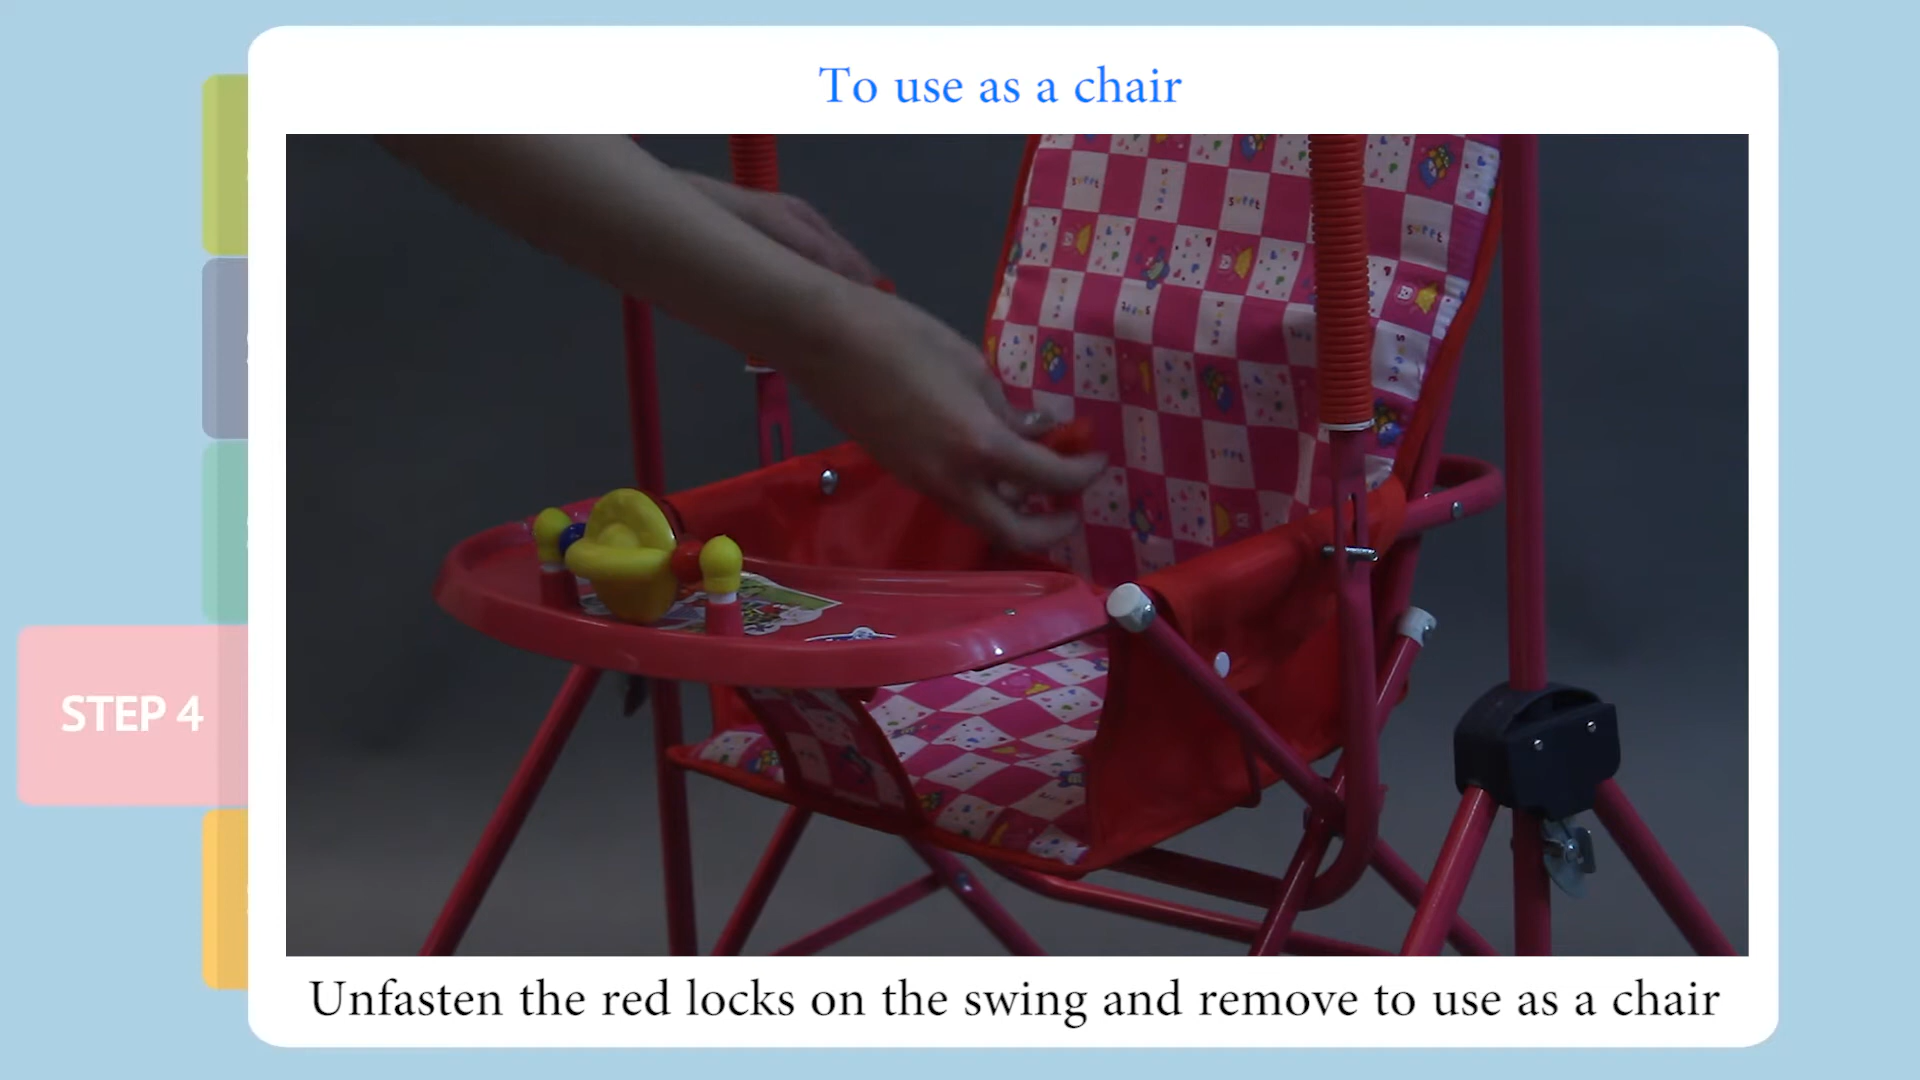 To use as a chair
STEP 4
Unfasten the red locks on the swing and remove to use as a chair